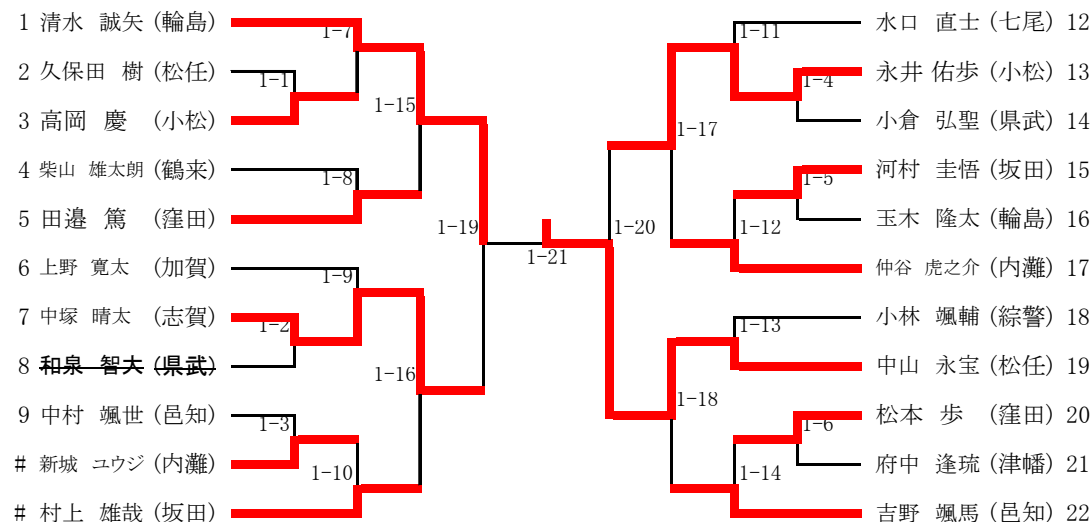 1 清水 誠矢 (輪島)
2 久保田 樹 (松任)
3 高岡 慶 (小松)
4 柴山 雄太朗 (鶴来)
5 田邉 篤 (窪田)
6 上野 寛太 (加賀)
7 中塚 晴太 (志賀)
8 和泉 智大 (県武)
9 中村 颯世 (邑知)
# 新城 ユウジ (内灘)
# 村上 雄哉 (坂田)
1-7
1-1
1-15
1-8
1-19
1-9
1-2
1-16
1-3
1-10
1-21
1-11
1-4
1-17
1-5
1-20
1-12
1-13
1-18
1-6
1-14
水口 直士 (七尾) 12
永井 佑歩 (小松) 13
小倉 弘聖 (県武) 14
河村 圭悟 (坂田) 15
玉木 隆太 (輪島) 16
仲谷 虎之介 (内灘) 17
小林 颯輔 (綜警) 18
中山 永宝 (松任) 19
松本 歩 (窪田) 20
府中 逢琉 (津幡) 21
吉野 颯馬 (邑知) 22